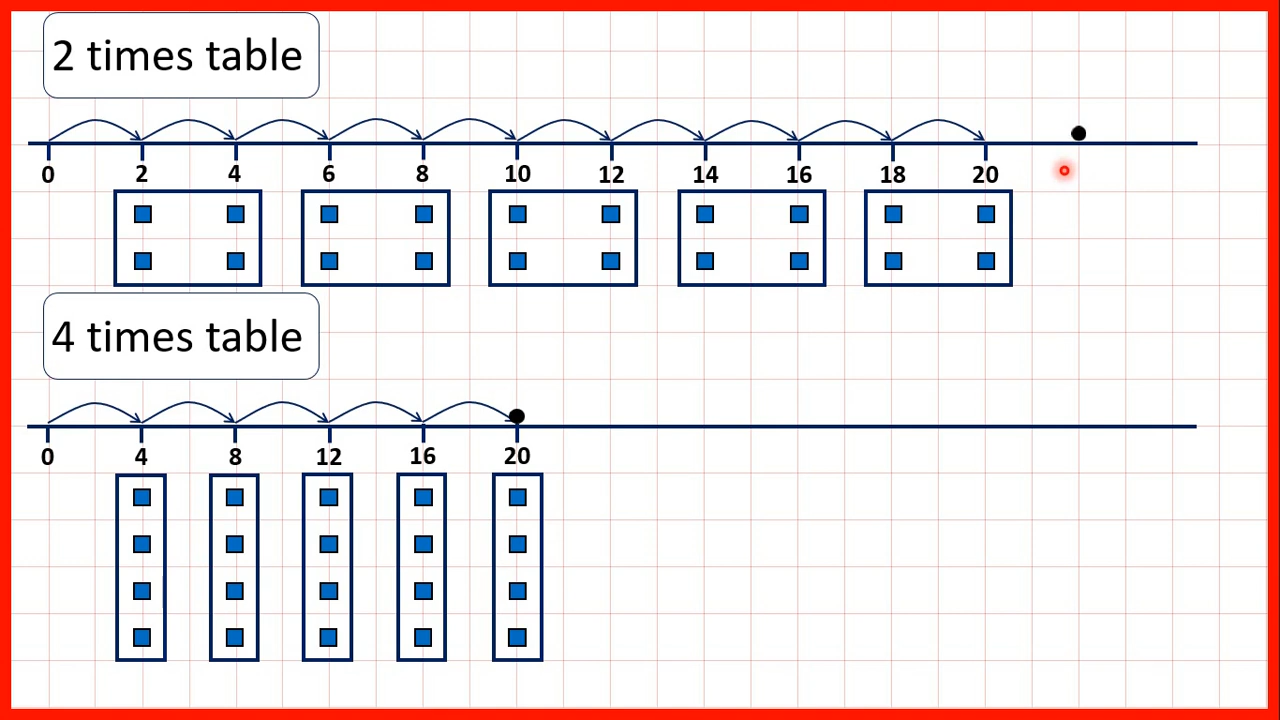 2 times table
0 2 4 6 8 10 12 14 16 18 20
4 times table
0 4 8 12 16 20